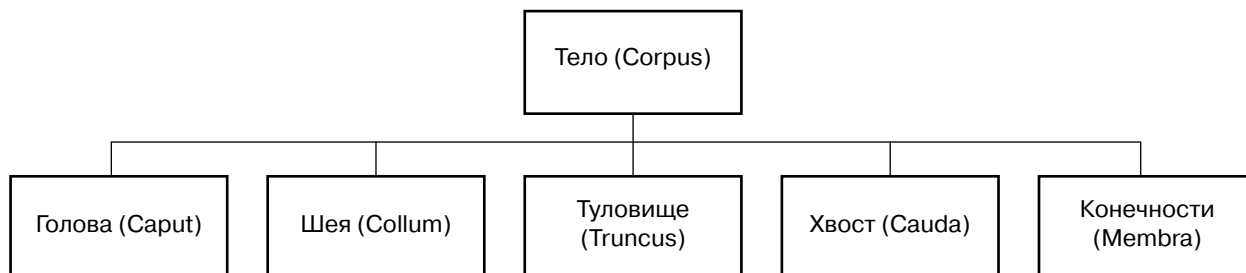 Тело (Corpus)
Голова (Caput)
Шея (Collum)
Туловище
(Truncus)
Хвост (Cauda)
Конечности
(Membra)